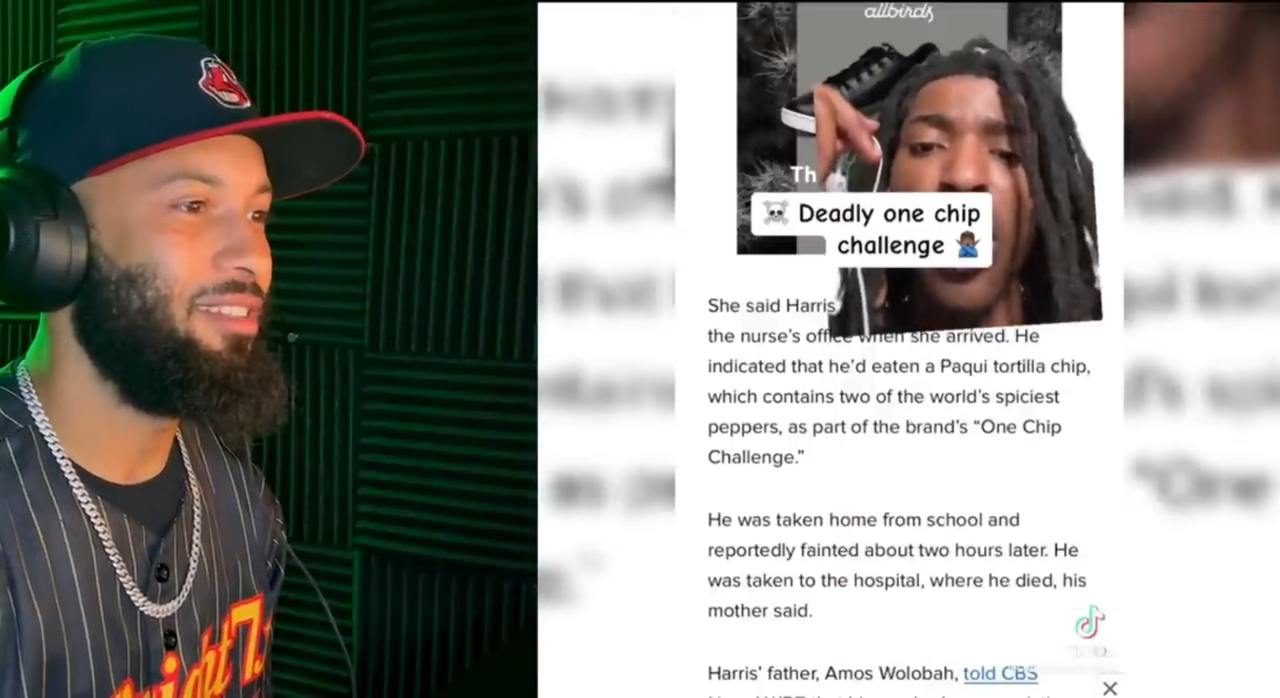 allbirds
Th
☠️ Deadly one chip
challenge 🙅🏾‍♂️
She said Harris
the nurse's office when she arrived. He
indicated that he'd eaten a Paqui tortilla chip,
which contains two of the world's spiciest
peppers, as part of the brand's “One Chip
Challenge.”
He was taken home from school and
reportedly fainted about two hours later. He
was taken to the hospital, where he died, his
mother said.
Harris' father, Amos Wolobah, told CBS